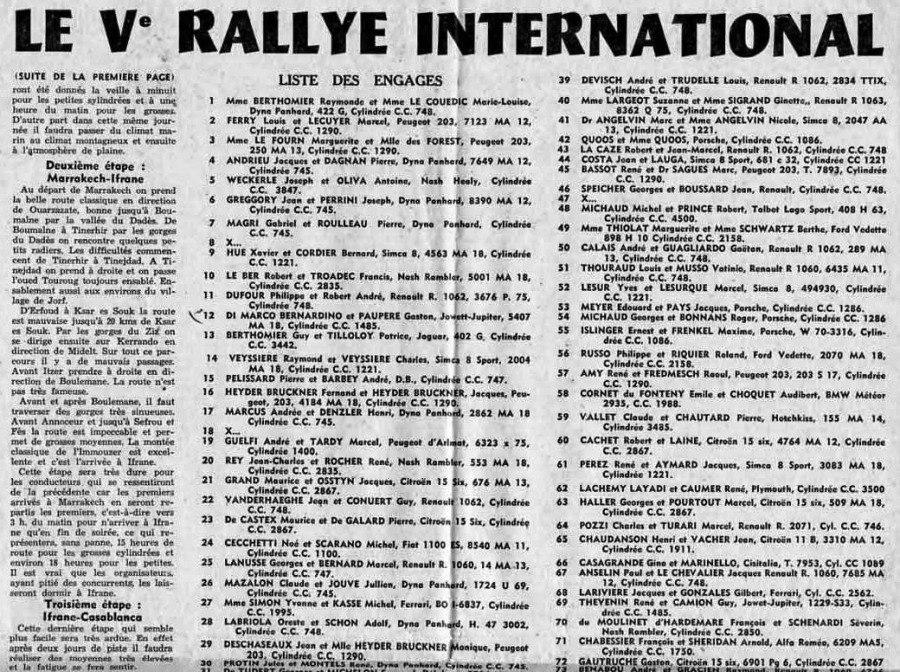 LE Ve RALLYE INTERNATIONAL
(SUITE DE LA PREMIERE PAGE)
ront été donnés la veille à minuit
pour les petites sylindrées et à une
heure du matin pour les grosses.
D'autre part dans cette même jour-
née il faudra passer du climat ma-
rin au climat montagneux et ensuite
à l'atmosphère de plaine.
Deuxième étape :
Marrakech-Ifrane
Au départ de Marrakech on prend
la belle route classique en direction
de Ouarzazate, bonne jusqu'à Bou-
malne par la vallée du Dadès. De
Boumalne à Tinerhir par les gorges
du Dadès on rencontre quelques pe-
tits radiers. Les difficultés commen-
cent de Tinerhir à Tinejdad. A Ti-
nejdad on prend à droite et on passe
l'oued Touroug toujours ensablé. En-
sablement aussi aux environs du vil-
lage de Jorf.
D'Erfoud à Ksar es Souk la route
est mauvaise jusqu'à 20 kms de Ksar
es Souk. Par les gorges du Ziz on
se dirige ensuite sur Kerrando en
direction de Midelt. Sur tout ce par-
cours il y a de mauvais passages.
Avant Itzer prendre à droite en di-
rection de Boulemane. La route n'est
pas très fameuse.
Avant et après Boulemane, il faut
traverser des gorges très sinueuses.
Avant Annoceur et jusqu'à Sefrou et
Fès la route est impeccable et per-
met de grosses moyennes. La montée
classique de l'Immouzer est excel-
lente et c'est l'arrivée à Ifrane.
Cette étape sera très dure pour
les conducteurs qui se ressentiront
de la précédente car les premiers
arrivés à Marrakech en seront re-
partis les premiers, c'est-à-dire vers
3 h. du matin pour n'arriver à Ifra-
ne qu'en fin de soirée, ce qui re-
présentera, sans panne, 15 heures de
route pour les grosses cylindrées et
environ 18 heures pour les petites.
Il est vrai que les organisateurs,
ayant pitié des concurrents, les lais-
seront dormir à Ifrane.
Troisième étape :
Ifrane-Casablanca
Cette dernière étape qui semble
plus facile sera très ardue. En effet
après deux jours de piste il faudra
réaliser des moyennes très élevées
et la fatigue se fera sentir.
LISTE DES ENGAGES
1 Mme BERTHOMIER Raymonde et Mme LE COUEDIC Marie-Louise,
Dyna Panhard, 422 G, Cylindrée C.C. 748.
2 FERRY Louis et LECUYER Marcel, Peugeot 203, 7123 MA 12,
Cylindrée C.C. 1290.
3 Mme LE FOURN Marguerite et Mlle des FOREST, Peugeot 203,
250 MA 13, Cylindrée C.C. 1290.
4 ANDRIEU Jacques et DAGNAN Pierre, Dyna Panhard, 7649 MA 12,
Cylindrée C.C. 745.
5 WECKERLE Joseph et OLIVA Antoine, Nash Healy, Cylindrée
C.C. 3847.
6 GREGGORY Jean et PERRINI Joseph, Dyna Panhard, 8390 MA 12,
Cylindrée C.C. 745.
7 MAGRI Gabriel et ROULLEAU Pierre, Dyna Panhard, Cylindrée
C.C. 745.
8 X...
9 HUE Xavier et CORDIER Bernard, Simca 8, 4563 MA 18, Cylindrée
C.C. 1221.
10 LE BER Robert et TROADEC Francis, Nash Rambler, 5001 MA 18,
Cylindrée C.C. 2835.
11 DUFOUR Philippe et Robert André, Renault R. 1062, 3676 P. 75,
Cylindrée 748.
12 DI MARCO BERNARDINO et PAUPERE Gaston, Jowett-Jupiter, 5407
MA 18, Cylindrée C.C. 1485.
13 BERTHOMIER Guy et TILLOLOY Patrice, Jaguar, 402 G, Cylindrée
C.C. 3442.
14 VEYSSIERE Raymond et VEYSSIERE Charles, Simca 8 Sport, 2004
MA 18, Cylindrée C.C. 1221.
15 PELISSARD Pierre et BARBEY André, D.B., Cylindrée C.C. 747.
16 HEYDER BRUCKNER Fernand et HEYDER BRUCKNER, Jacques, Peu-
geot, 203, 4184 MA 18, Cylindrée C.C. 1290.
17 MARCUS André et DENZLER Henri, Dyna Panhard, 2862 MA 18
Cylindrée C.C. 745.
18 X...
19 GUELFI André et TARDY Marcel, Peugeot d'Arlmat, 6323 x 75,
Cylindrée 1400.
20 REY Jean-Charles et ROCHER René, Nash Rambler, 553 MA 18,
Cylindrée C.C. 2835.
21 GRAND Maurice et OSSTYN Jacques, Citroën 15 Six, 676 MA 13,
Cylindrée C.C. 2867.
22 VANDERHAEGHE Jean et CONUERT Guy, Renault 1062, Cylindrée
C.C. 748.
23 De CASTEX Maurice et De GALARD Pierre, Citroën 15 Six, Cylindrée
C.C. 2867.
24 CECCHETTI Noé et SCARANO Michel, Fiat 1100 ES, 8540 MA 11,
Cylindrée C.C. 1100.
25 LANUSSE Georges et BERNARD Marcel, Renault R. 1060, 14 MA 13,
Cylindrée C.C. 747.
26 MAZALON Claude et JOUVE Jullien, Dyna Panhard, 1724 U 69,
Cylindrée C.C. 745.
27 Mme SIMON Yvonne et KASSE Michel, Ferrari, BO I-6837, Cylindrée
C.C. 1995.
28 LABRIOLA Oreste et SCHON Adolf, Dyna Panhard, H. 47 3002,
Cylindrée C.C. 748.
29 DESCHASEAUX Jean et Mlle HEYDER BRUCKNER Monique, Peugeot
203, Cylindrée C.C. 1290.
30 PROTIN Jules et MONTELS René, Dyna Panhard, Cylindrée C.C. 745.
39 DEVISCH André et TRUDELLE Louis, Renault R 1062, 2834 TTIX,
Cylindrée C.C. 748.
40 Mme LARGEOT Suzanne et Mme SIGRAND Ginette,, Renault R 1063,
8362 Q 75, Cylindrée C.C. 748.
41 Dr ANGELVIN Marc et Mme ANGELVIN Nicole, Simca 8, 2047 AA
13, Cylindrée C.C. 1221.
42 QUOOS et Mme QUOOS, Porsche, Cylindrée C.C. 1086.
43 LA CAZE Robert et Jean-Marcel, Renault R. 1062, Cylindrée C.C. 748
44 COSTA Jean et LAUGA, Simca 8 Sport, 681 c 32, Cylindrée CC 1221
45 BASSOT René et Dr SAGUES Marc, Peugeot 203, T. 7893, Cylindrée
C.C. 1290.
46 SPEICHER Georges et BOUSSARD Jean, Renault, Cylindrée C.C. 748.
47 X...
48 MICHAUD Michel et PRINCE Robert, Talbot Lago Sport, 408 H 63,
Cylindrée C.C. 4500.
49 Mme THIOLAT Marguerite et Mme SCHWARTZ Berthe, Ford Vedette
898 H 10 Cylindrée C.C. 2158.
50 CALAIS André et GUAGLIARDO Gaëtan, Renault R 1062, 289 MA
13, Cylindrée C.C. 748.
51 THOURAUD Louis et MUSSO Vatinio, Renault R 1060, 6435 MA 11,
Cylindrée C.C. 748.
52 LESUR Yves et LESURQUE Marcel, Simca 8, 494930, Cylindrée
C.C. 1221.
53 MEYER Edouard et PAYS Jacques, Porsche, Cylindrée C.C. 1286.
54 MICHAUD Georges et BONNANS Roger, Porsche, Cylindrée CC 1286
55 ISLINGER Ernest et FRENKEL Maxime, Porsche, W 70-3316, Cylin-
drée C.C. 1086.
56 RUSSO Philippe et RIQUIER Roland, Ford Vedette, 2070 MA 18,
Cylindrée C.C. 2158.
57 AMY René et FREDMESCH Raoul, Peugeot 203, 203 S 17, Cylindrée
C.C. 1290.
58 CORNET du FONTENY Emile et CHOQUET Audibert, BMW Météor
2935, C.C. 1988.
59 VALLET Claude et CHAUTARD Pierre, Hotchkiss, 155 MA 14,
Cylindrée 3485.
60 CACHET Robert et LAINE, Citroën 15 six, 4764 MA 12, Cylindrée
C.C. 2867.
61 PEREZ René et AYMARD Jacques, Simca 8 Sport, 3083 MA 18,
Cylindrée 1221.
62 LACHEMY LAYADI et CAUMER René, Plymouth, Cylindrée C.C. 3500
63 HALLER Georges et POURTOUT Marcel, Citroën 15 six, 509 MA 18,
Cylindrée C.C. 2867.
64 POZZI Charles et TURARI Marcel, Renault R. 2071, Cyl. C.C. 746.
65 CHAUDANSON Henri et VACHER Jean, Citroën 11 B, 3310 MA 12,
Cylindrée C.C. 1911.
66 CASAGRANDE Gino et MARINELLO, Cisitalia, T. 7953, Cyl. CC 1089
67 ANSELIN Paul et LE CHEVALIER Jacques Renault R. 1060, 7685 MA
12, Cylindrée C.C. 748.
68 LARIVIERE Jacques et GONZALES Gilbert, Ferrari, Cyl. C.C. 2562.
69 THEVENIN René et CAMION Guy, Jowet-Jupiter, 1229-S33, Cylin-
drée C.C. 1485.
70 du MOULINET d'HARDEMARE François et SCHENARDI Séverin,
Nash Rambler, Cylindrée C.C. 2850.
71 CHABESSIER François et SHERIDAN Arnold, Alfa Roméo, 6209 MA5,
Cylindrée C.C. 1750.
72 GAUTRUCHE Gaston, Citroën 15 six, 6901 Pg 6, Cylindrée C.C. 2867.